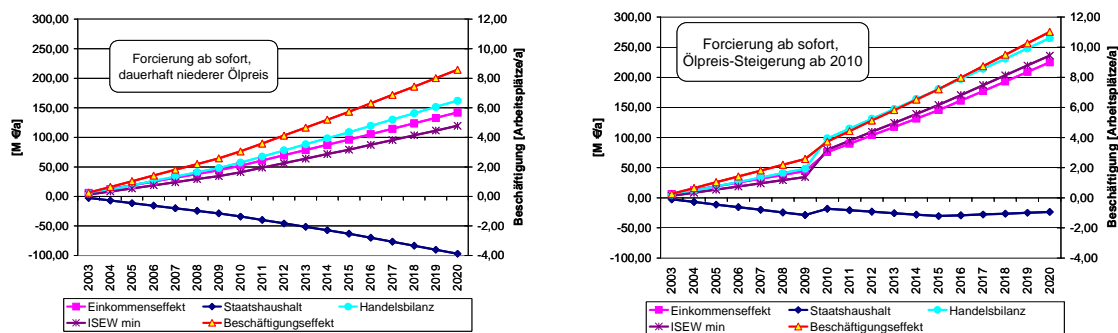 Forcierung ab sofort,
dauerhaft niederer Ölpreis
[M €/a]
300,00
250,00
200,00
150,00
100,00
50,00
0,00
-50,00
-100,00
12,00
10,00
8,00
6,00
4,00
2,00
0,00
-2,00
-4,00
Beschäftigung [Arbeitsplätze/a]
2003 2004 2005 2006 2007 2008 2009 2010 2011 2012 2013 2014 2015 2016 2017 2018 2019 2020
Einkommenseffekt Staatshaushalt Handelsbilanz
ISEW min Beschäftigungseffekt
Forcierung ab sofort,
Ölpreis-Steigerung ab 2010
[M €/a]
300,00
250,00
200,00
150,00
100,00
50,00
0,00
-50,00
-100,00
12,00
10,00
8,00
6,00
4,00
2,00
0,00
-2,00
-4,00
Beschäftigung [Arbeitsplätze/a]
2003 2004 2005 2006 2007 2008 2009 2010 2011 2012 2013 2014 2015 2016 2017 2018 2019 2020
Einkommenseffekt Staatshaushalt Handelsbilanz
ISEW min Beschäftigungseffekt